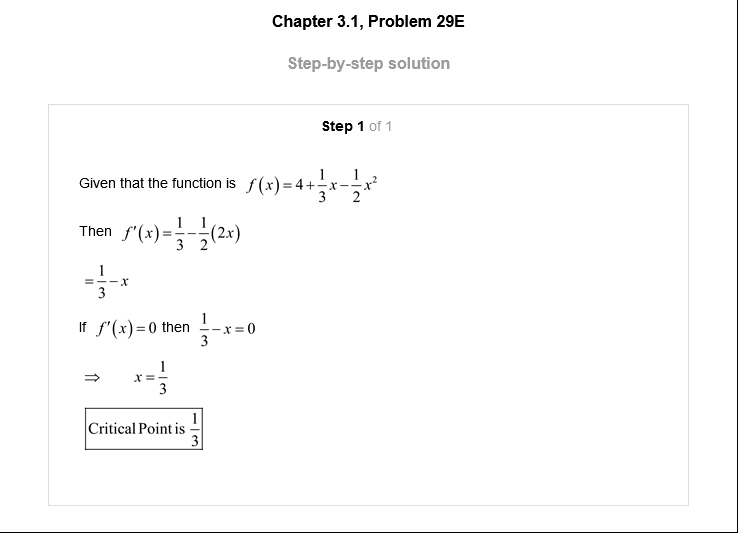 Chapter 3.1, Problem 29E
Step-by-step solution
Step 1 of 1
Given that the function is f(x)=4+\frac{1}{3}x-\frac{1}{2}x^2
Then f'(x)=\frac{1}{3}-\frac{1}{2}(2x)
=\frac{1}{3}-x
If f'(x)=0 then \frac{1}{3}-x=0
⇒ x=\frac{1}{3}
Critical Point is \frac{1}{3}